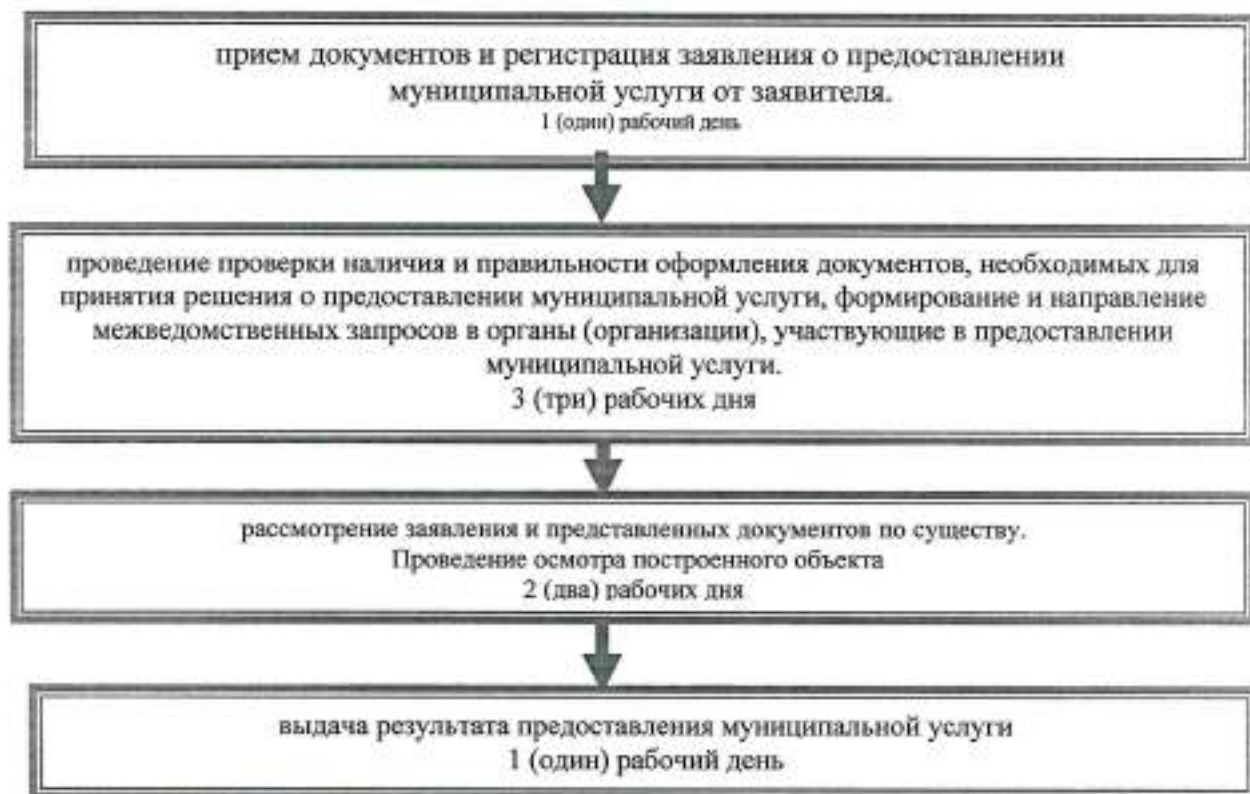 прием документов и регистрация заявления о предоставлении
муниципальной услуги от заявителя.
1 (один) рабочий день
проведение проверки наличия и правильности оформления документов, необходимых для
принятия решения о предоставлении муниципальной услуги, формирование и направление
межведомственных запросов в органы (организации), участвующие в предоставлении
муниципальной услуги.
3 (три) рабочих дня
рассмотрение заявления и представленных документов по существу.
Проведение осмотра построенного объекта
2 (два) рабочих дня
выдача результата предоставления муниципальной услуги
1 (один) рабочий день